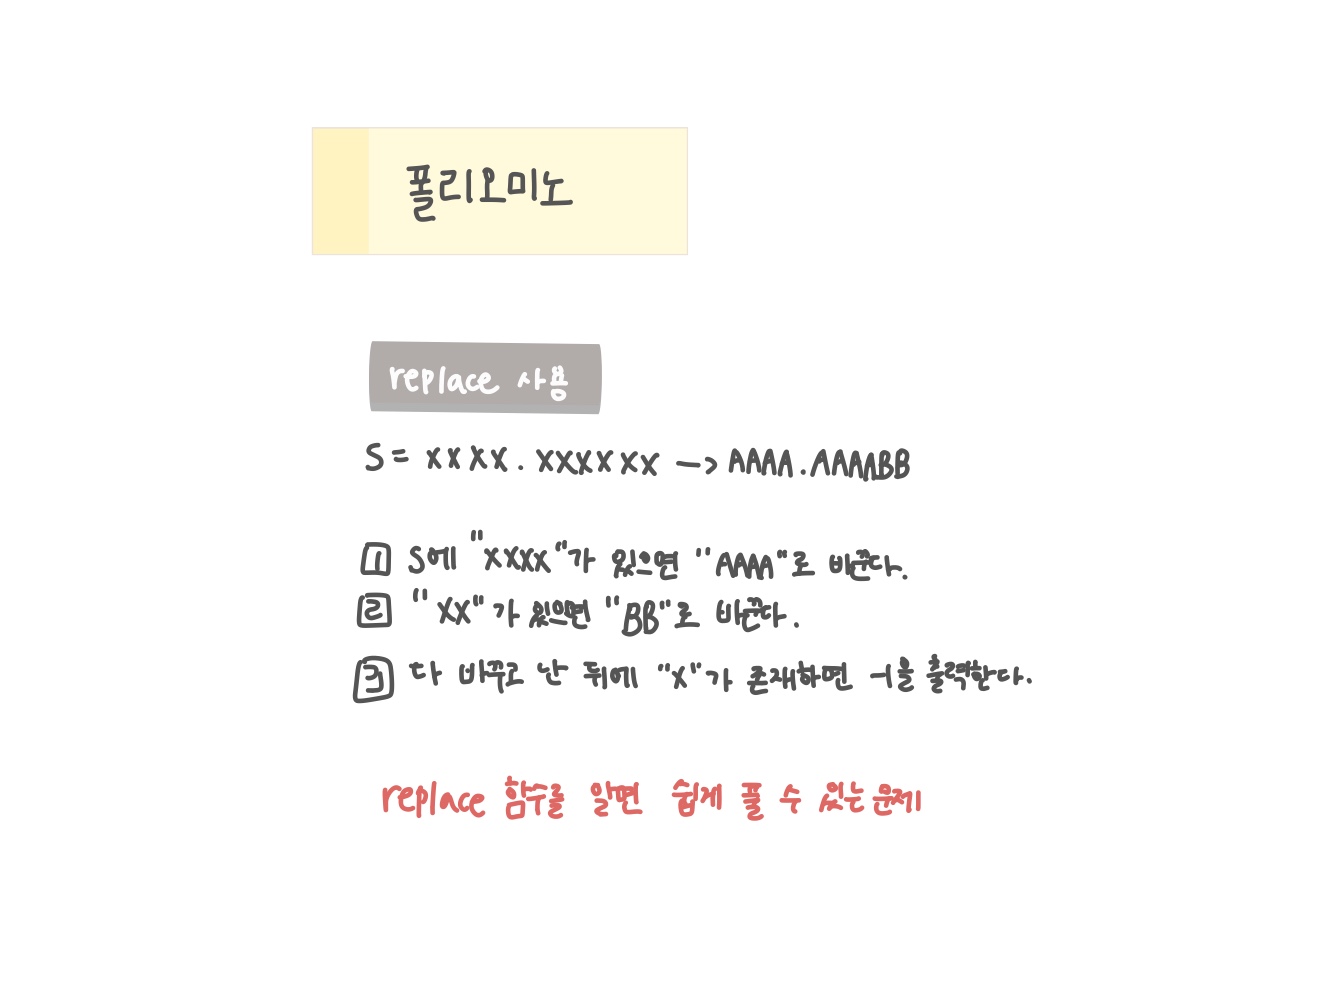 폴리오미노
replace 사용
S = XXXX.XXXXXX -> AAAA.AAAABB
1 S에 "XXXX"가 있으면 "AAAA"로 바꾼다.
2 "XX"가 있으면 "BB"로 바꾼다.
3 다 바꾸고 난 뒤에 "X"가 존재하면 -1을 출력한다.
replace 함수를 알면 쉽게 풀 수 있는 문제